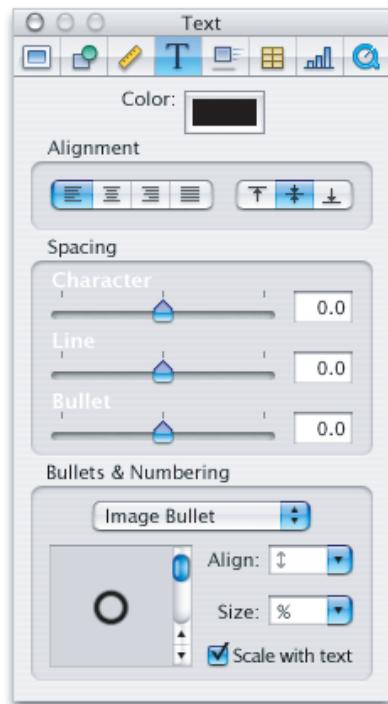 Text
T
Color:
Alignment
Spacing
Character
0.0
Line
0.0
Bullet
0.0
Bullets & Numbering
Image Bullet
Align:
Size: %
Scale with text